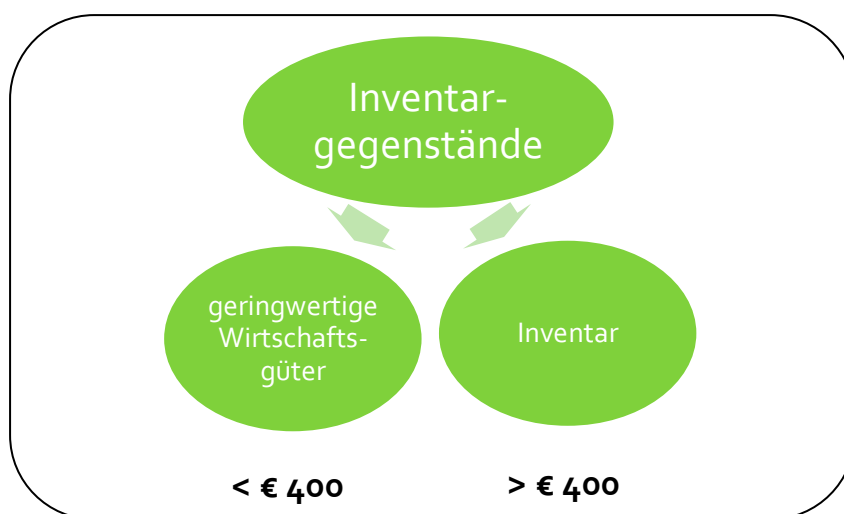 Inventar-
gegenstände
geringwertige
Wirtschafts-
güter
Inventar
< € 400
> € 400